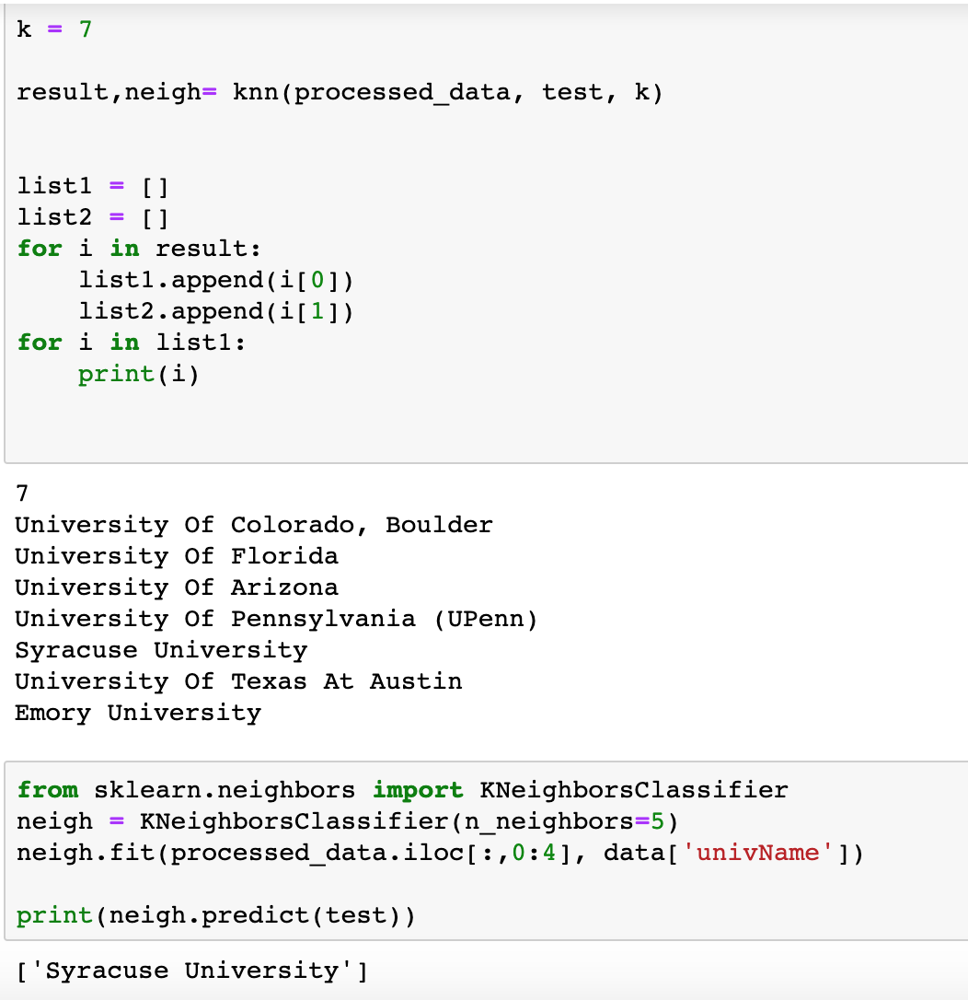 k = 7
result,neigh= knn(processed_data, test, k)
list1 = []
list2 = []
for i in result:
    list1.append(i[0])
    list2.append(i[1])
for i in list1:
    print(i)
7
University Of Colorado, Boulder
University Of Florida
University Of Arizona
University Of Pennsylvania (UPenn)
Syracuse University
University Of Texas At Austin
Emory University
from sklearn.neighbors import KNeighborsClassifier
neigh = KNeighborsClassifier(n_neighbors=5)
neigh.fit(processed_data.iloc[:,0:4], data['univName'])
print(neigh.predict(test))
['Syracuse University']